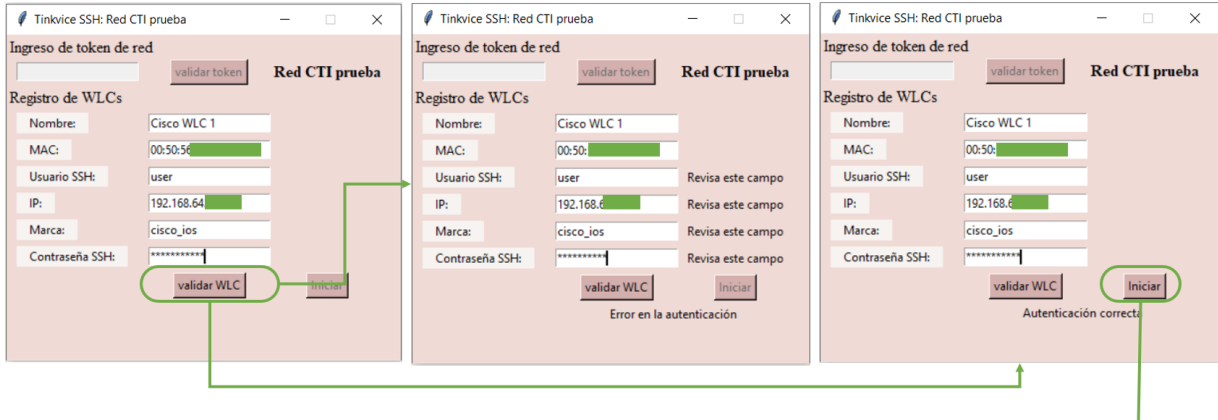 Tinkvice SSH: Red CTI prueba
Ingreso de token de red
validar token Red CTI prueba
Registro de WLCs
Nombre: Cisco WLC 1
MAC: 00:50:56
Usuario SSH: user
IP: 192.168.64
Marca: cisco_ios
Contraseña SSH: ***********
validar WLC Iniciar
Tinkvice SSH: Red CTI prueba
Ingreso de token de red
validar token Red CTI prueba
Registro de WLCs
Nombre: Cisco WLC 1
MAC: 00:50:
Usuario SSH: user Revisa este campo
IP: 192.168.6 Revisa este campo
Marca: cisco_ios Revisa este campo
Contraseña SSH: ********** Revisa este campo
validar WLC Iniciar
Error en la autenticación
Tinkvice SSH: Red CTI prueba
Ingreso de token de red
validar token Red CTI prueba
Registro de WLCs
Nombre: Cisco WLC 1
MAC: 00:50:
Usuario SSH: user
IP: 192.168.6
Marca: cisco_ios
Contraseña SSH: ***********
validar WLC Iniciar
Autenticación correcta